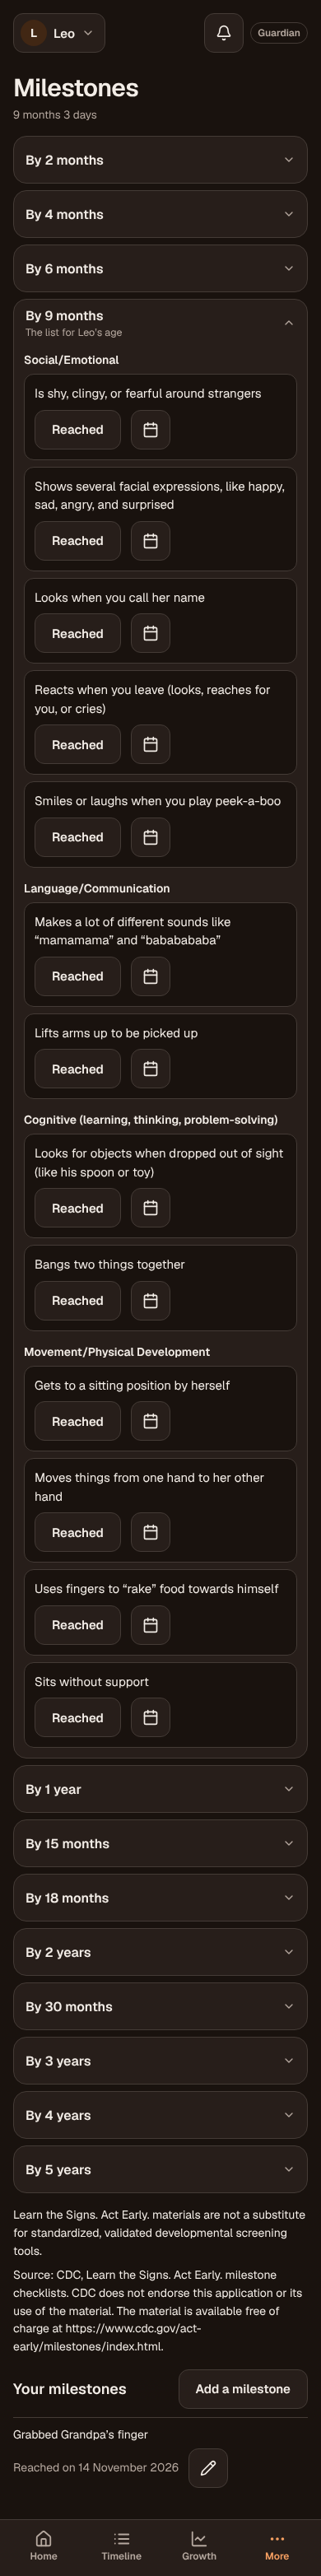 L Leo
Guardian
Milestones
9 months 3 days
By 2 months
By 4 months
By 6 months
By 9 months
The list for Leo's age
Social/Emotional
Is shy, clingy, or fearful around strangers
Reached
Shows several facial expressions, like happy,
sad, angry, and surprised
Reached
Looks when you call her name
Reached
Reacts when you leave (looks, reaches for
you, or cries)
Reached
Smiles or laughs when you play peek-a-boo
Reached
Language/Communication
Makes a lot of different sounds like
“mamamama” and “babababa”
Reached
Lifts arms up to be picked up
Reached
Cognitive (learning, thinking, problem-solving)
Looks for objects when dropped out of sight
(like his spoon or toy)
Reached
Bangs two things together
Reached
Movement/Physical Development
Gets to a sitting position by herself
Reached
Moves things from one hand to her other
hand
Reached
Uses fingers to “rake” food towards himself
Reached
Sits without support
Reached
By 1 year
By 15 months
By 18 months
By 2 years
By 30 months
By 3 years
By 4 years
By 5 years
Learn the Signs. Act Early. materials are not a substitute
for standardized, validated developmental screening
tools.
Source: CDC, Learn the Signs. Act Early. milestone
checklists. CDC does not endorse this application or its
use of the material. The material is available free of
charge at https://www.cdc.gov/act-
early/milestones/index.html.
Your milestones
Add a milestone
Grabbed Grandpa's finger
Reached on 14 November 2026
Home
Timeline
Growth
More